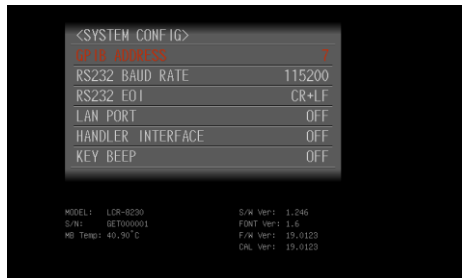 <SYSTEM CONFIG>
GPIB ADDRESS 2
RS232 BAUD RATE 115200
RS232 EOI CR+LF
LAN PORT OFF
HANDLER INTERFACE OFF
KEY BEEP OFF
MODEL: LCR-8230 S/W Ver: 1.246
S/N: GET000001 FONT Ver: 1.6
MB Temp: 40.90°C F/W Ver: 19.0123
CAL Ver: 19.0123